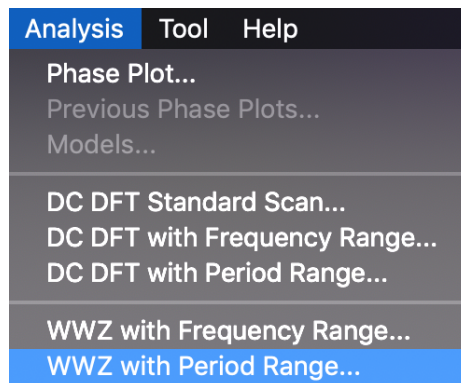 Analysis Tool Help
Phase Plot...
Previous Phase Plots...
Models...
DC DFT Standard Scan...
DC DFT with Frequency Range...
DC DFT with Period Range...
WWZ with Frequency Range...
WWZ with Period Range...